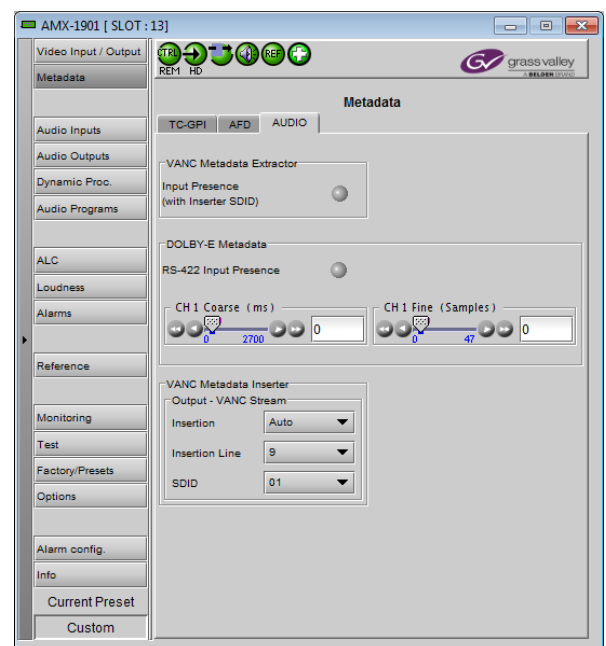 AMX-1901 [ SLOT : 13]
Video Input / Output
Metadata
Audio Inputs
Audio Outputs
Dynamic Proc.
Audio Programs
ALC
Loudness
Alarms
Reference
Monitoring
Test
Factory/Presets
Options
Alarm config.
Info
Current Preset
Custom
CTRL
REF
REM HD
GV grass valley
A BELDEN BRAND
Metadata
TC-GPI AFD AUDIO
VANC Metadata Extractor
Input Presence
(with Inserter SDID)
DOLBY-E Metadata
RS-422 Input Presence
CH 1 Coarse (ms)
0 2700 0
CH 1 Fine (Samples)
0 47 0
VANC Metadata Inserter
Output - VANC Stream
Insertion Auto
Insertion Line 9
SDID 01